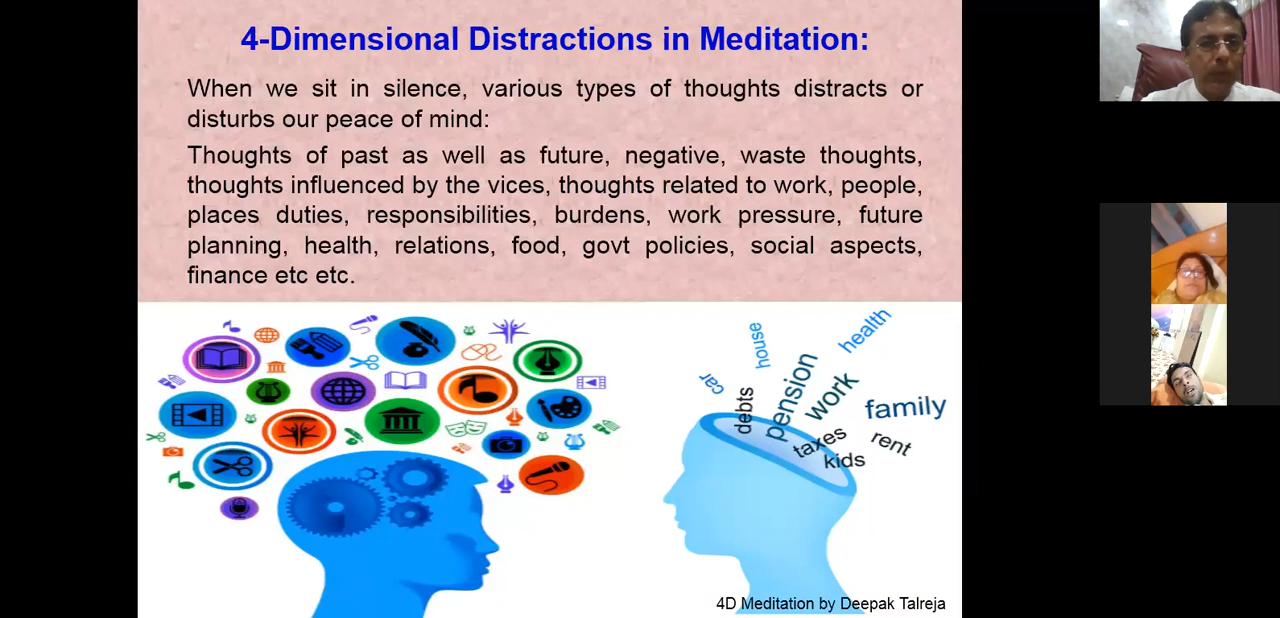 4-Dimensional Distractions in Meditation:
When we sit in silence, various types of thoughts distracts or
disturbs our peace of mind:
Thoughts of past as well as future, negative, waste thoughts,
thoughts influenced by the vices, thoughts related to work, people,
places duties, responsibilities, burdens, work pressure, future
planning, health, relations, food, govt policies, social aspects,
finance etc etc.
car
house
health
debts
pension
work
family
taxes
rent
kids
4D Meditation by Deepak Talreja